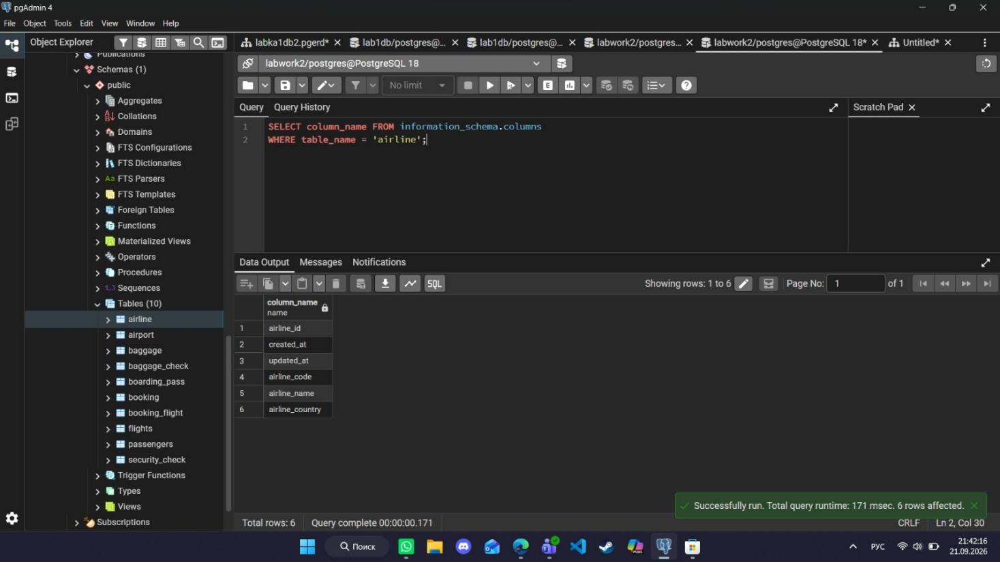 pgAdmin 4
File Object Tools Edit View Window Help
Object Explorer
labka1db2.pgerd*
lab1db/postgres@...
lab1db/postgres@...
labwork2/postgres...
labwork2/postgres@PostgreSQL 18*
Untitled*
Publications
Schemas (1)
public
Aggregates
Collations
Domains
FTS Configurations
FTS Dictionaries
FTS Parsers
FTS Templates
Foreign Tables
Functions
Materialized Views
Operators
Procedures
Sequences
Tables (10)
airline
airport
baggage
baggage_check
boarding_pass
booking
booking_flight
flights
passengers
security_check
Trigger Functions
Types
Views
Subscriptions
labwork2/postgres@PostgreSQL 18
No limit
Query Query History
Scratch Pad
1 SELECT column_name FROM information_schema.columns
2 WHERE table_name = 'airline';
Data Output Messages Notifications
SQL
Showing rows: 1 to 6
Page No: 1 of 1
column_name
name
1 airline_id
2 created_at
3 updated_at
4 airline_code
5 airline_name
6 airline_country
Successfully run. Total query runtime: 171 msec. 6 rows affected.
Total rows: 6 Query complete 00:00:00.171
CRLF Ln 2, Col 30
Поиск
РУС
21:42:16
21.09.2026